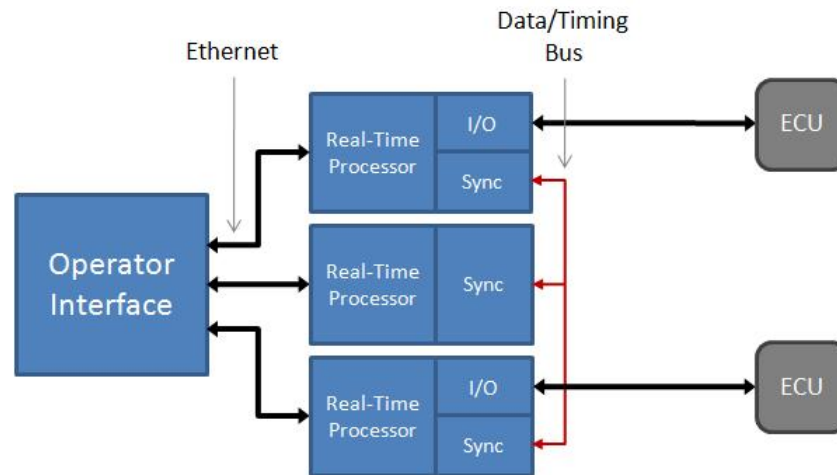 Ethernet
Data/Timing
Bus
Real-Time
Processor
I/O
Sync
ECU
Operator
Interface
Real-Time
Processor
Sync
Real-Time
Processor
I/O
Sync
ECU